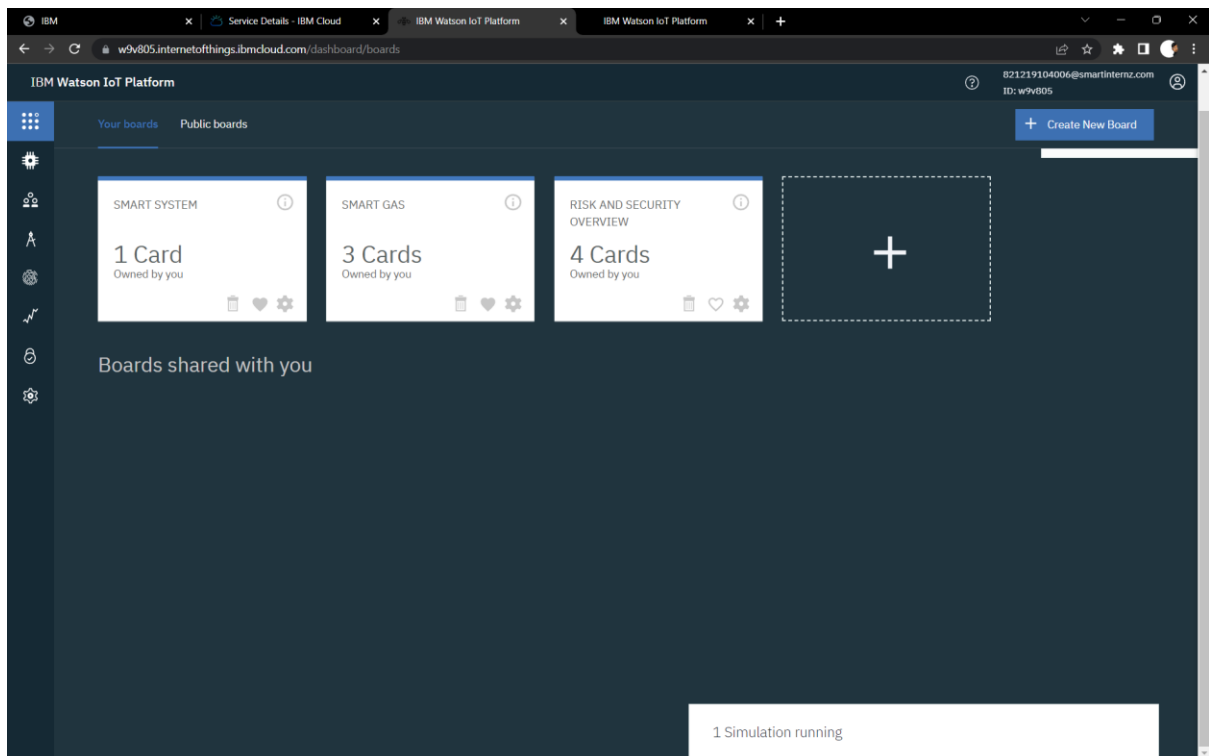 IBM
Service Details - IBM Cloud
IBM Watson IoT Platform
IBM Watson IoT Platform
w9v805.internetofthings.ibmcloud.com/dashboard/boards
IBM Watson IoT Platform
821219104006@smartinternz.com
ID: w9v805
Your boards
Public boards
Create New Board
SMART SYSTEM
1 Card
Owned by you
SMART GAS
3 Cards
Owned by you
RISK AND SECURITY
OVERVIEW
4 Cards
Owned by you
Boards shared with you
1 Simulation running